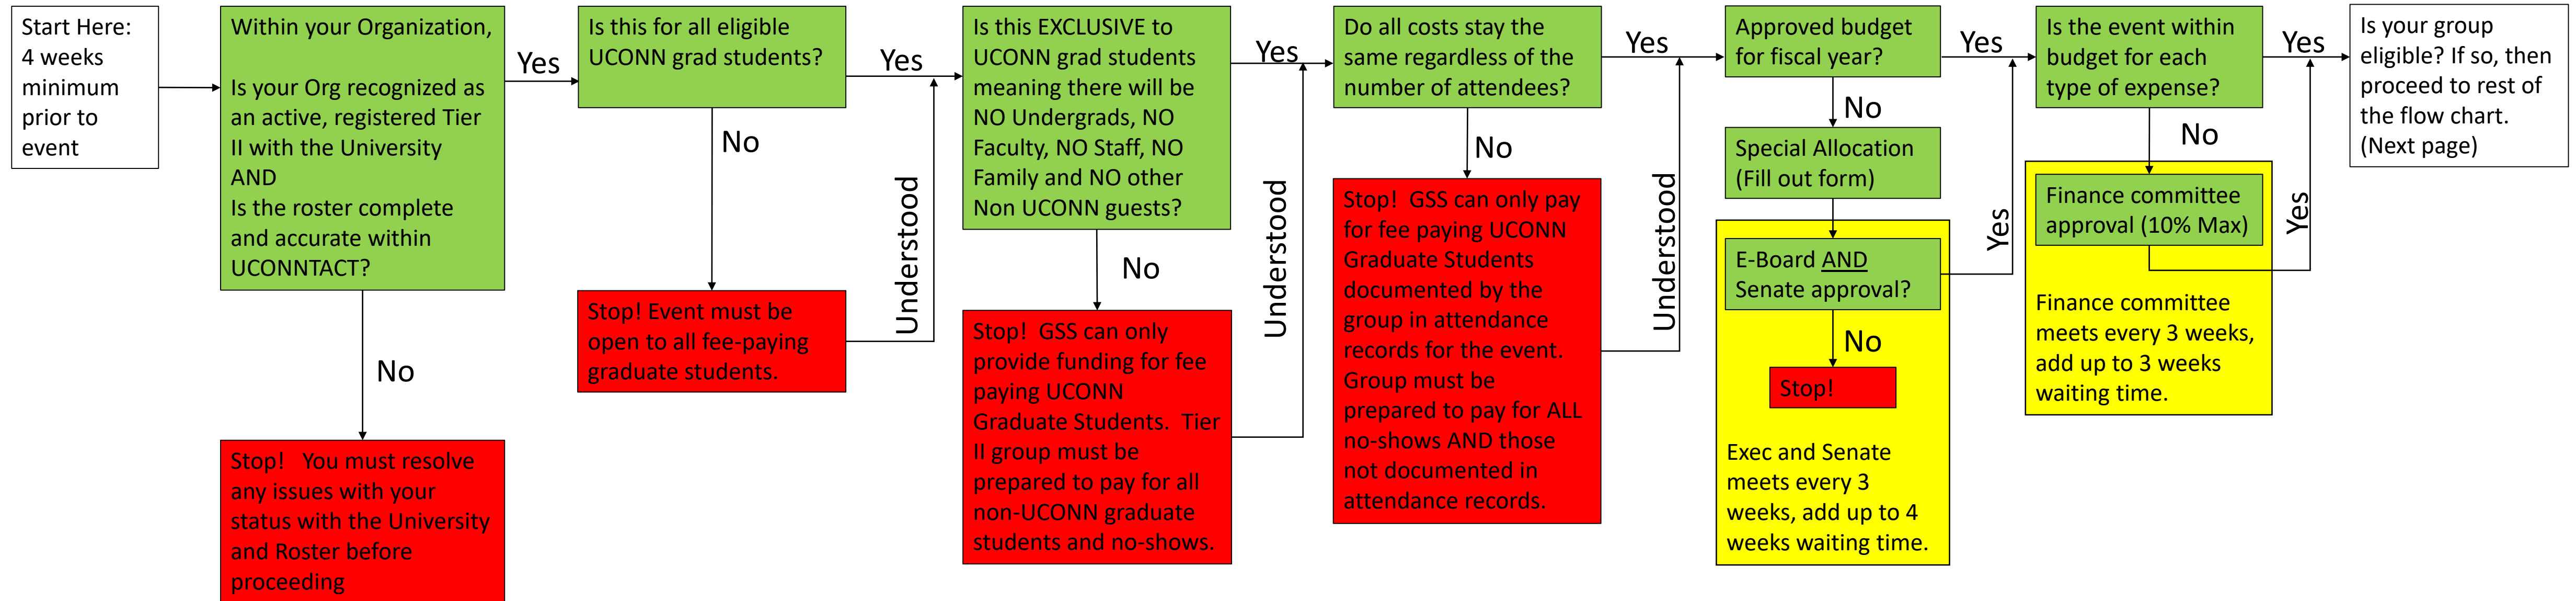 Start Here:
4 weeks
minimum
prior to
event
Within your Organization,
Is your Org recognized as
an active, registered Tier
II with the University
AND
Is the roster complete
and accurate within
UCONNTACT?
Yes
No
Stop!   You must resolve
any issues with your
status with the University
and Roster before
proceeding
Is this for all eligible
UCONN grad students?
Yes
No
Stop! Event must be
open to all fee-paying
graduate students.
Understood
Is this EXCLUSIVE to
UCONN grad students
meaning there will be
NO Undergrads, NO
Faculty, NO Staff, NO
Family and NO other
Non UCONN guests?
Yes
No
Stop!  GSS can only
provide funding for fee
paying UCONN
Graduate Students.  Tier
II group must be
prepared to pay for all
non-UCONN graduate
students and no-shows.
Understood
Do all costs stay the
same regardless of the
number of attendees?
Yes
No
Stop!  GSS can only pay
for fee paying UCONN
Graduate Students
documented by the
group in attendance
records for the event.
Group must be
prepared to pay for ALL
no-shows AND those
not documented in
attendance records.
Understood
Approved budget
for fiscal year?
Yes
No
Special Allocation
(Fill out form)
E-Board AND
Senate approval?
Yes
No
Stop!
Exec and Senate
meets every 3
weeks, add up to 4
weeks waiting time.
Is the event within
budget for each
type of expense?
Yes
No
Finance committee
approval (10% Max)
Yes
Finance committee
meets every 3 weeks,
add up to 3 weeks
waiting time.
Is your group
eligible? If so, then
proceed to rest of
the flow chart.
(Next page)